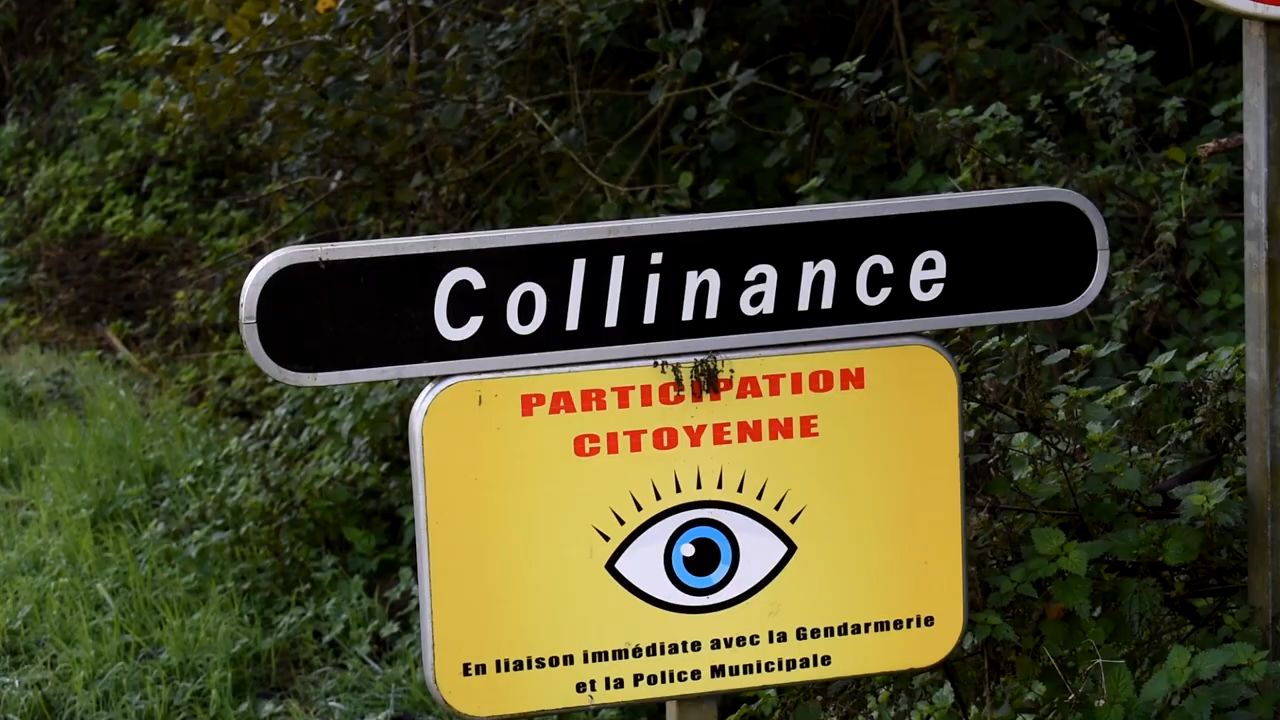 Collinance
PARTICIPATION
CITOYENNE
En liaison immédiate avec la Gendarmerie
et la Police Municipale